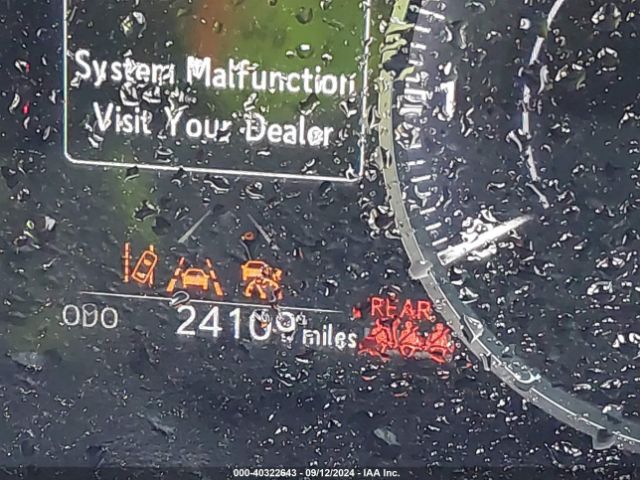 System Malfunction
Visit Your Dealer
ODO 24109 miles
REAR
000-40322643 - 09/12/2024 - IAA Inc.